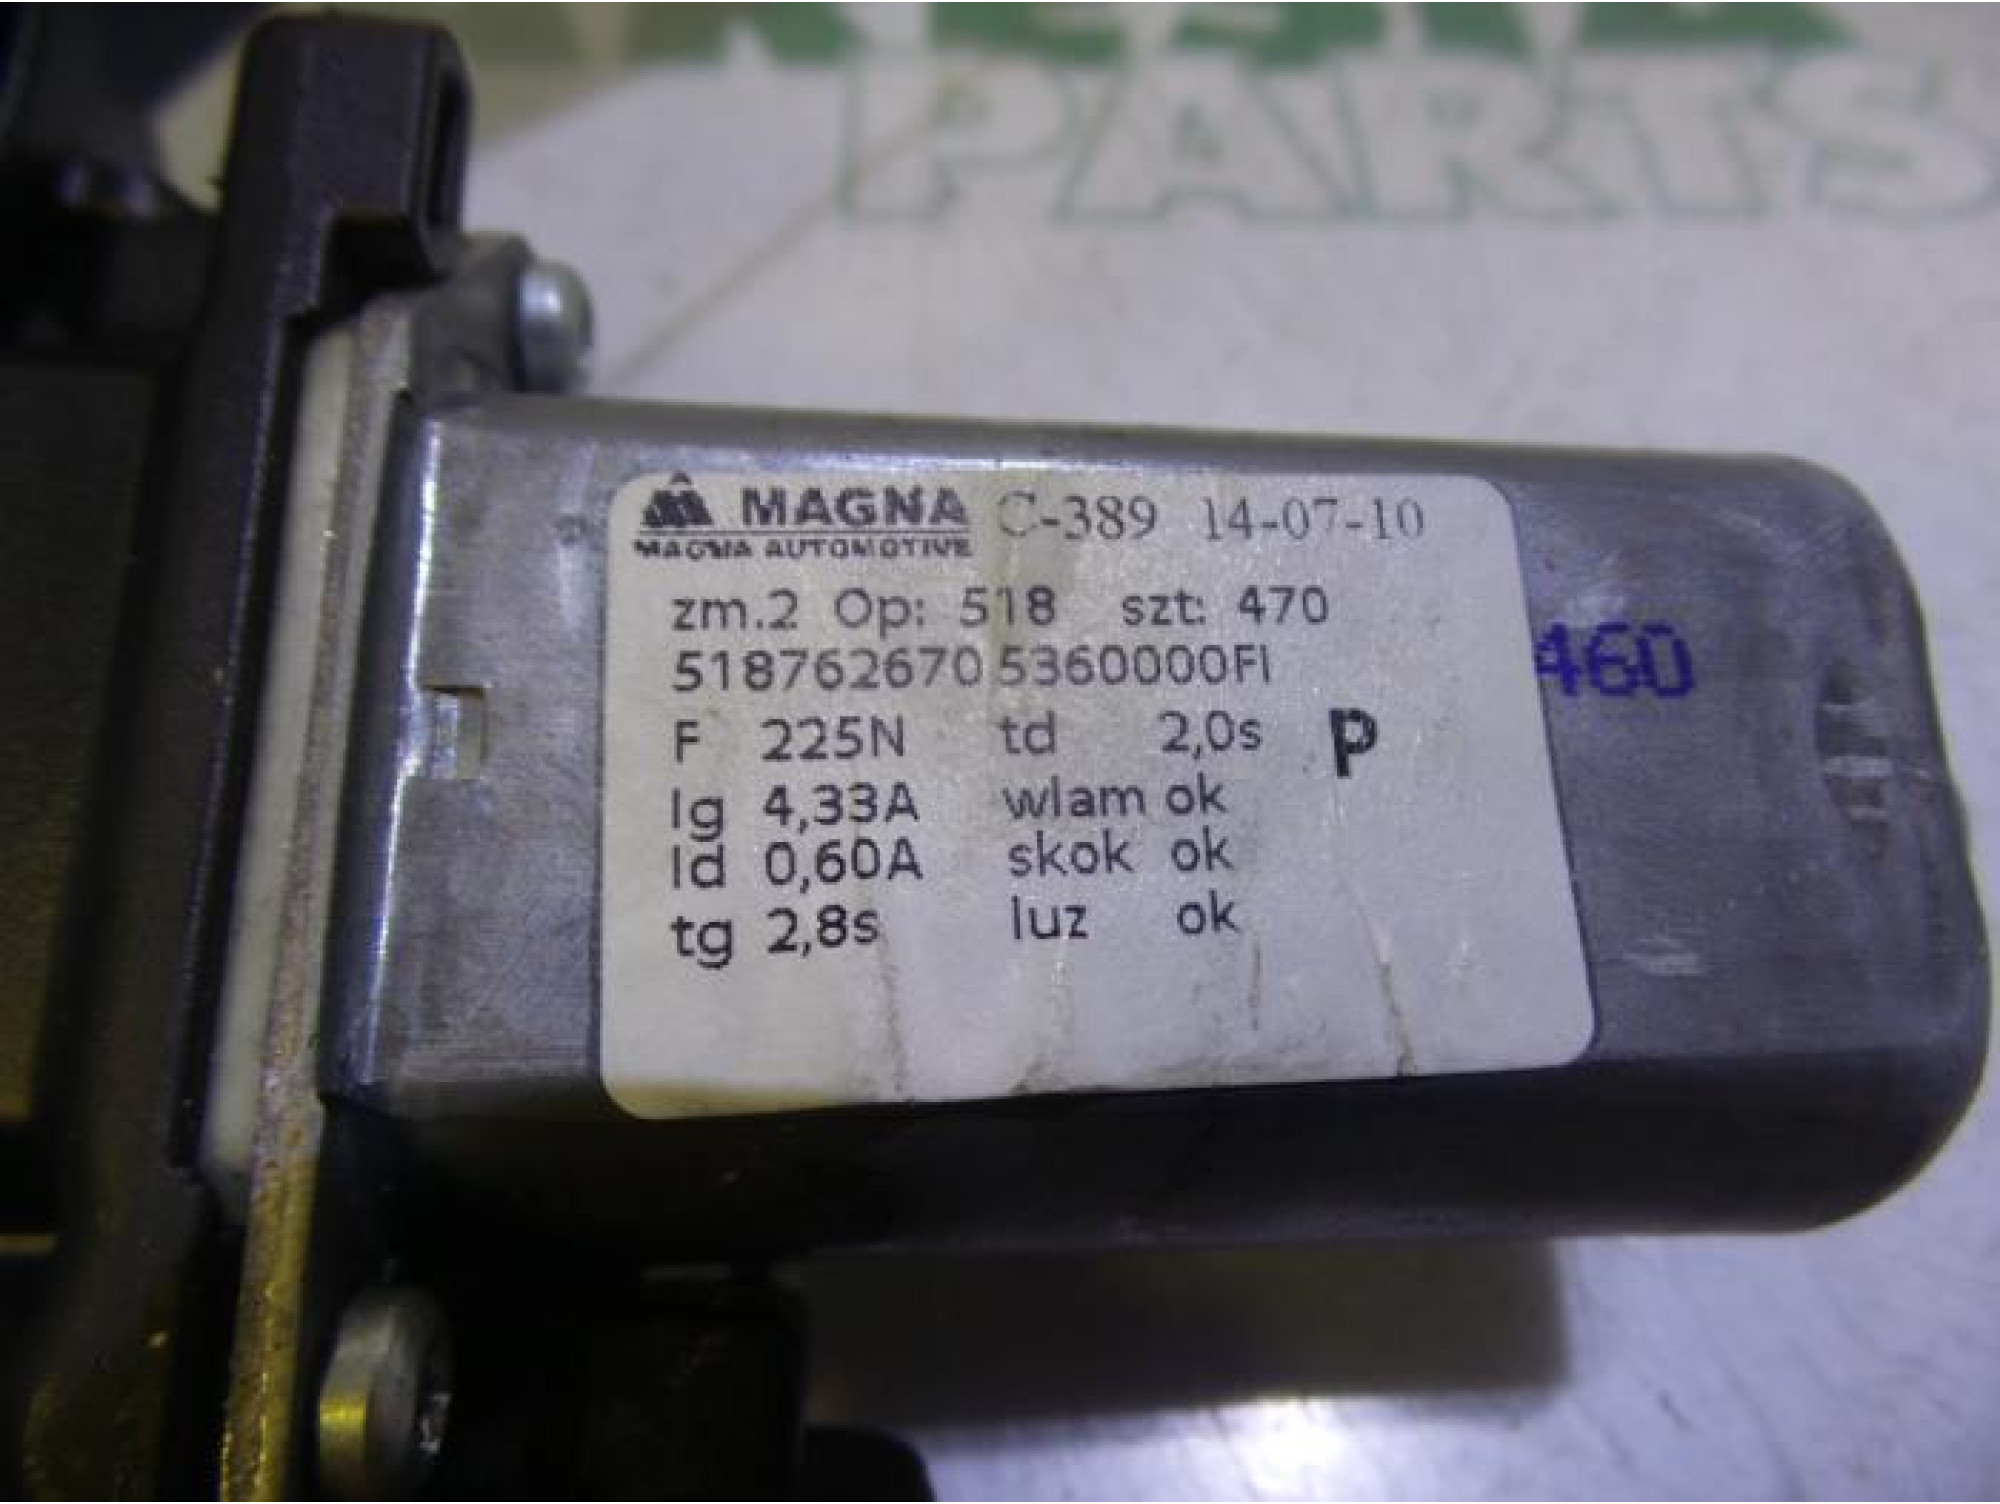 PARTS
MAGNA C-389 14-07-10
MAGNA AUTOMOTIVE
zm.2 Op: 518 szt: 470
518762670 5360000FI
460
F 225N td 2,0s P
Ig 4,33A wlam ok
Id 0,60A skok ok
tg 2,8s luz ok